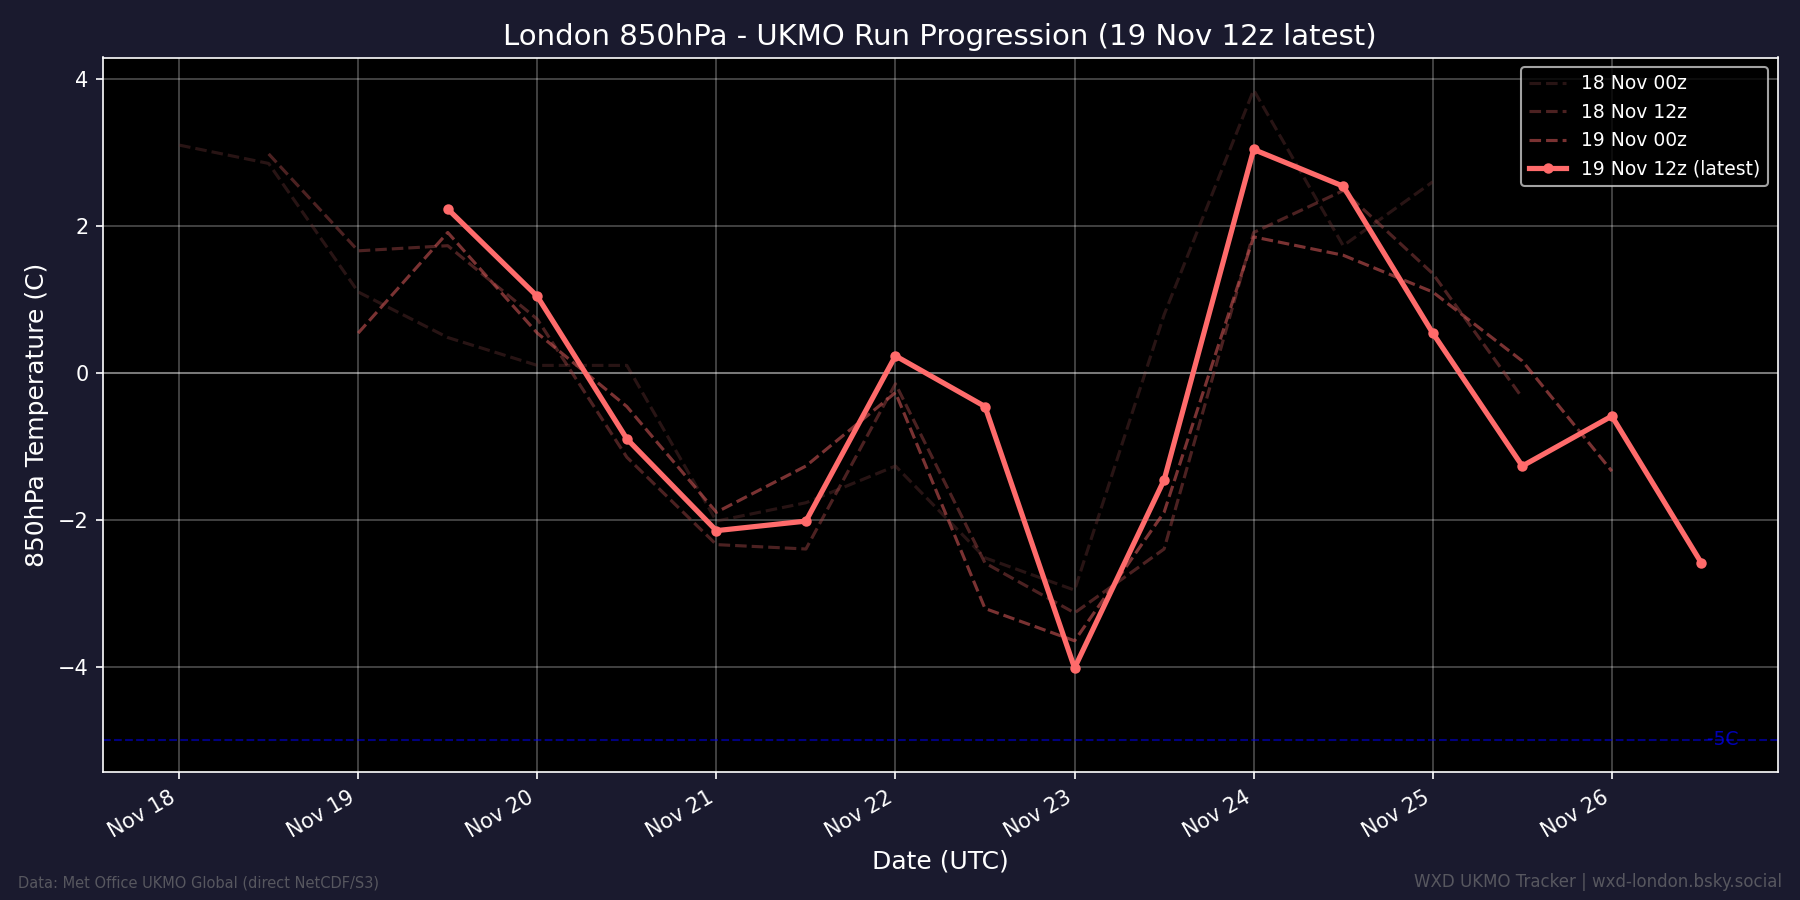 London 850hPa - UKMO Run Progression (19 Nov 12z latest)
18 Nov 00z
18 Nov 12z
19 Nov 00z
19 Nov 12z (latest)
850hPa Temperature (C)
4
2
0
−2
−4
-5C
Nov 18
Nov 19
Nov 20
Nov 21
Nov 22
Nov 23
Nov 24
Nov 25
Nov 26
Date (UTC)
Data: Met Office UKMO Global (direct NetCDF/S3)
WXD UKMO Tracker | wxd-london.bsky.social